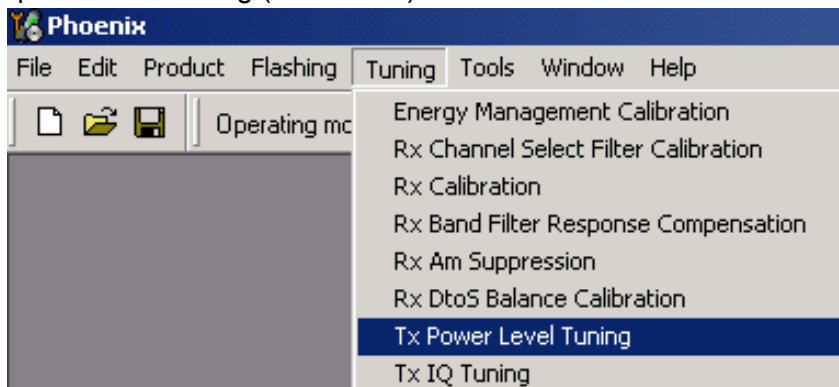 Phoenix
File Edit Product Flashing Tuning Tools Window Help
Operating mo
Energy Management Calibration
Rx Channel Select Filter Calibration
Rx Calibration
Rx Band Filter Response Compensation
Rx Am Suppression
Rx DtoS Balance Calibration
Tx Power Level Tuning
Tx IQ Tuning